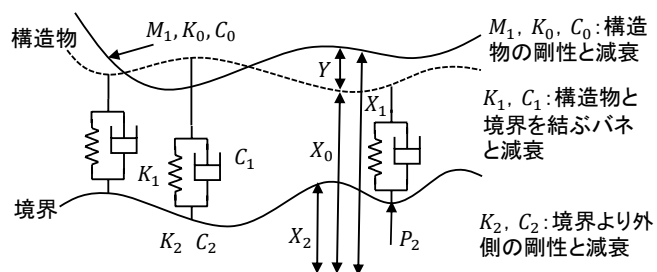 構造物
M₁, K₀, C₀
Y
X₁
X₀
K₁
C₁
境界
K₂ C₂
X₂
P₂
M₁, K₀, C₀:構造
物の剛性と減衰
K₁, C₁:構造物と
境界を結ぶバネ
と減衰
K₂, C₂:境界より外
側の剛性と減衰